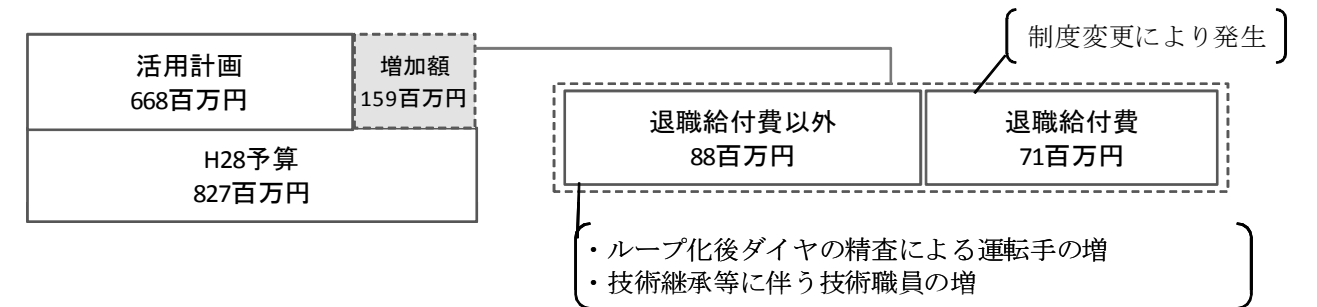 制度変更により発生
活用計画
668百万円
増加額
159百万円
退職給付費以外
88百万円
退職給付費
71百万円
H28予算
827百万円
・ループ化後ダイヤの精査による運転手の増
・技術継承等に伴う技術職員の増